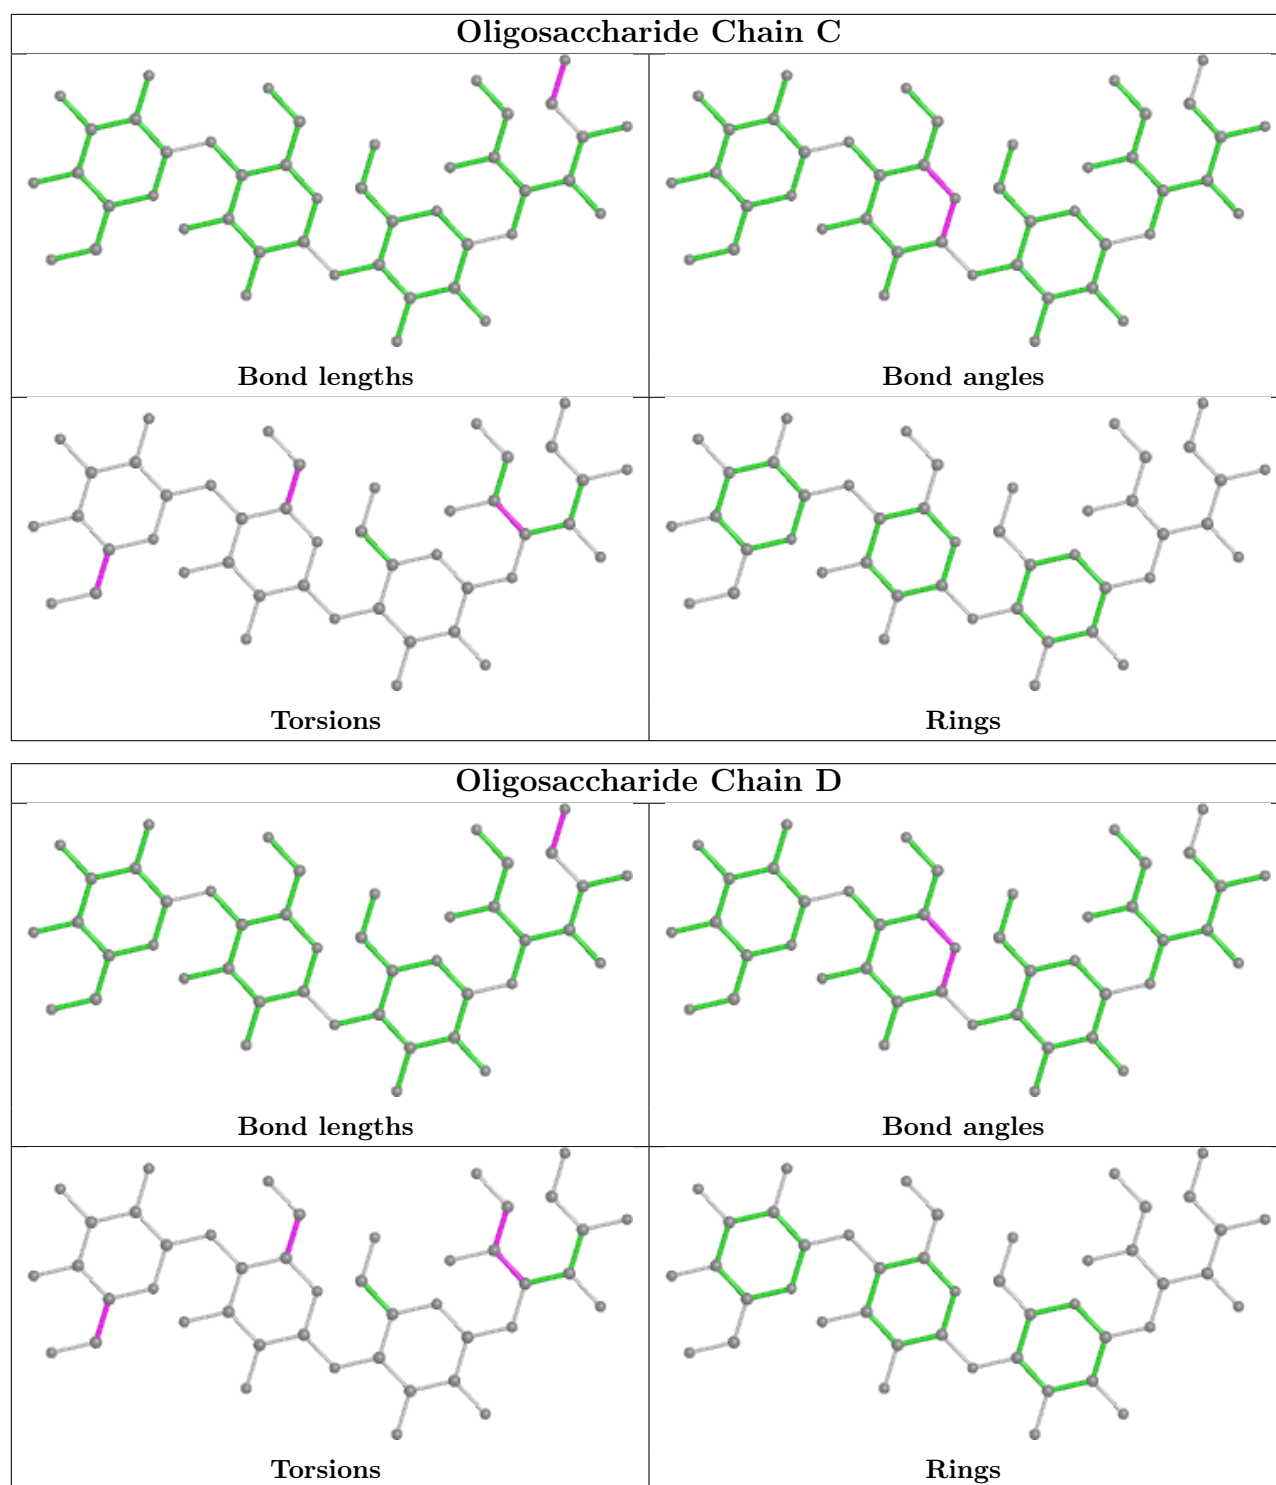 Oligosaccharide Chain C
Bond lengths
Bond angles
Torsions
Rings
Oligosaccharide Chain D
Bond lengths
Bond angles
Torsions
Rings